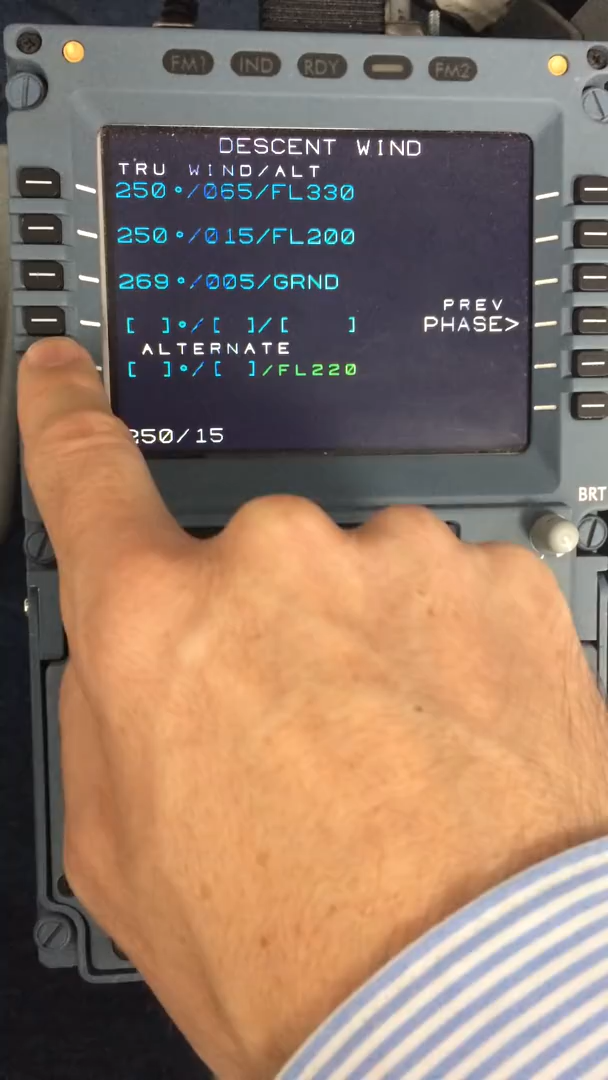 FM1 IND RDY FM2
DESCENT WIND
TRU WIND/ALT
250°/065/FL330
250°/015/FL200
269°/005/GRND
PREV
[ ]°/[ ]/[ ] PHASE>
ALTERNATE
[ ]°/[ ]/FL220
250/15
BRT